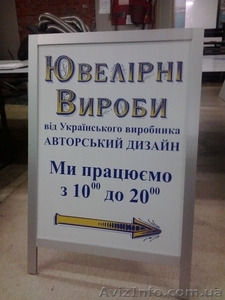 Ювелірні
Вироби
від Українського виробника
АВТОРСЬКИЙ ДИЗАЙН
Ми працюємо
з 10⁰⁰ до 20⁰⁰
AvizInfo.com.ua